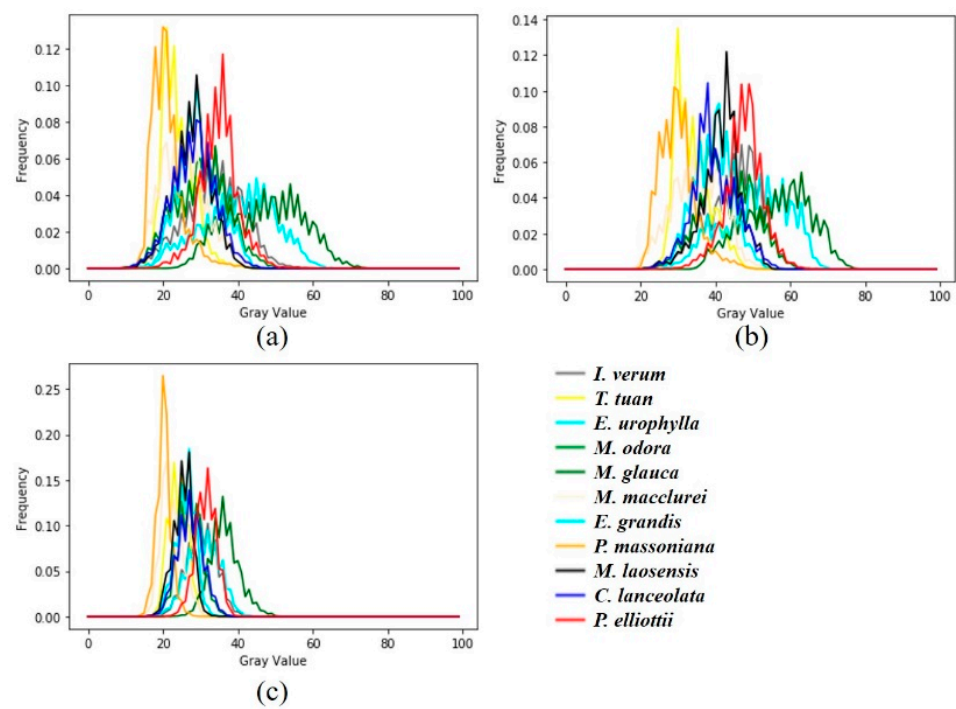 0.12
0.10
0.08
0.06
0.04
0.02
0.00
Frequency
0 20 40 60 80 100
Gray Value
(a)
0.14
0.12
0.10
0.08
0.06
0.04
0.02
0.00
Frequency
0 20 40 60 80 100
Gray Value
(b)
0.25
0.20
0.15
0.10
0.05
0.00
Frequency
0 20 40 60 80 100
Gray Value
(c)
I. verum
T. tuan
E. urophylla
M. odora
M. glauca
M. macclurei
E. grandis
P. massoniana
M. laosensis
C. lanceolata
P. elliottii